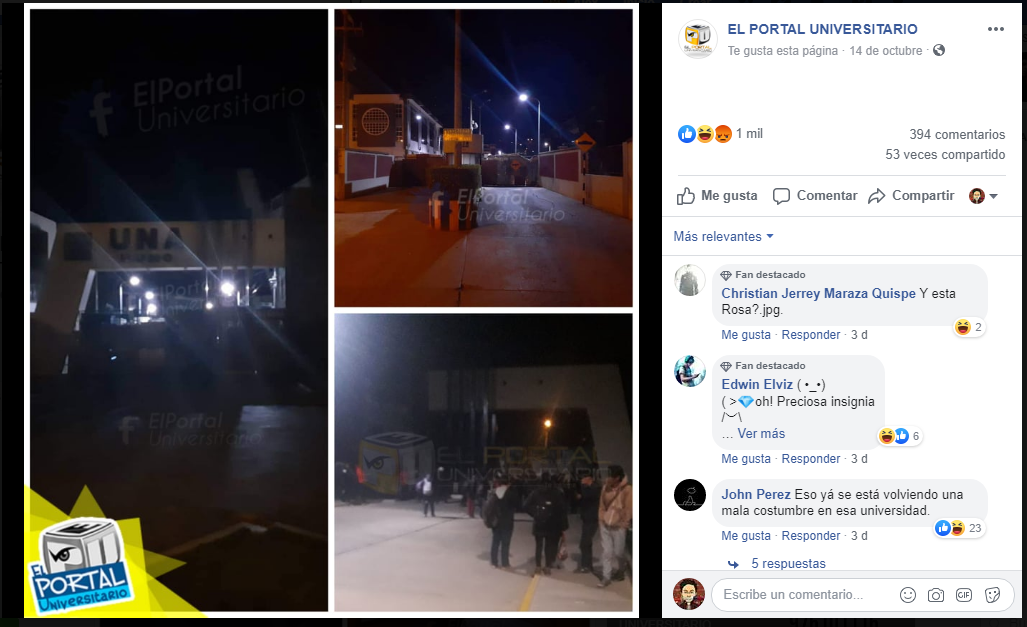 ElPortal
Universitario
UNA
PUNO
ElPortal
Universitario
ElPortal
Universitario
EL PORTAL
UNIVERSITARIO
EL
PORTAL
UNIVERSITARIO
EL PORTAL UNIVERSITARIO
Te gusta esta página · 14 de octubre ·
1 mil
394 comentarios
53 veces compartido
Me gusta
Comentar
Compartir
Más relevantes
Fan destacado
Christian Jerrey Maraza Quispe Y esta
Rosa?.jpg.
2
Me gusta · Responder · 3 d
Fan destacado
Edwin Elviz ( •_•)
( >💎oh! Preciosa insignia
/︶\
... Ver más
6
Me gusta · Responder · 3 d
John Perez Eso yá se está volviendo una
mala costumbre en esa universidad.
23
Me gusta · Responder · 3 d
5 respuestas
Escribe un comentario...
GIF